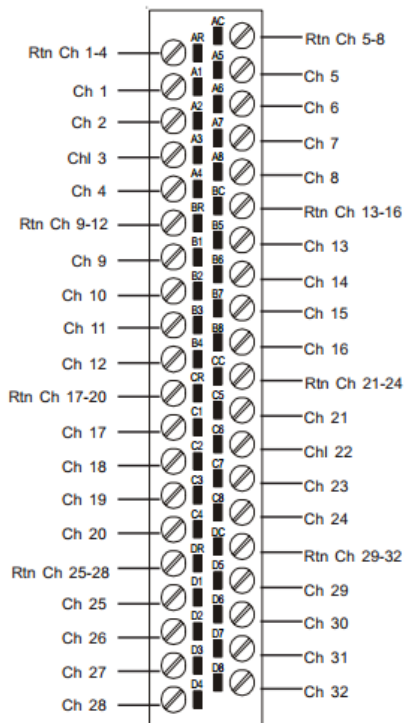 AC
Rtn Ch 5-8
AR
Rtn Ch 1-4
A5
Ch 5
A1
Ch 1
A6
Ch 6
A2
Ch 2
A7
Ch 7
A3
Chl 3
A8
Ch 8
A4
Ch 4
BC
Rtn Ch 13-16
BR
Rtn Ch 9-12
B5
Ch 13
B1
Ch 9
B6
Ch 14
B2
Ch 10
B7
Ch 15
B3
Ch 11
B8
Ch 16
B4
Ch 12
CC
Rtn Ch 21-24
CR
Rtn Ch 17-20
C5
Ch 21
C1
Ch 17
C6
Chl 22
C2
Ch 18
C7
Ch 23
C3
Ch 19
C8
Ch 24
C4
Ch 20
DC
Rtn Ch 29-32
DR
Rtn Ch 25-28
D5
Ch 29
D1
Ch 25
D6
Ch 30
D2
Ch 26
D7
Ch 31
D3
Ch 27
D8
Ch 32
D4
Ch 28